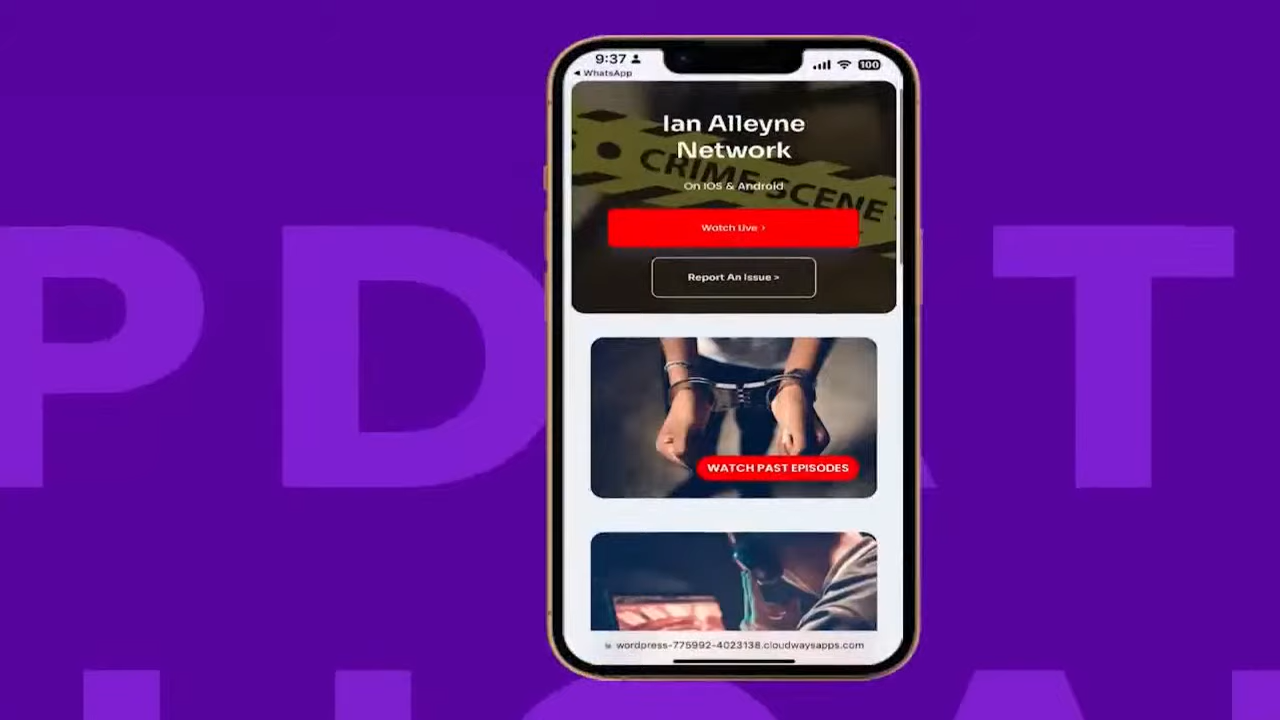 9:37
100
◀ WhatsApp
Ian Alleyne
Network
CRIME SCENE
On IOS & Android
Watch Live >
Report An Issue >
WATCH PAST EPISODES
wordpress-775992-4023138.cloudwaysapps.com
PD
T